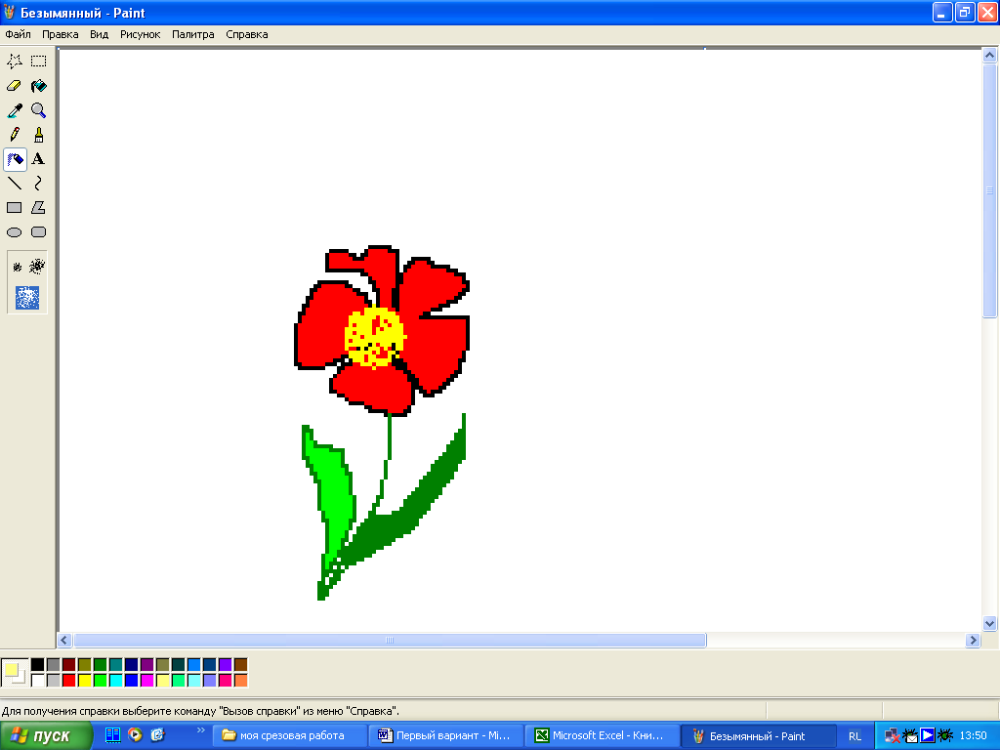 Безымянный - Paint
Файл Правка Вид Рисунок Палитра Справка
A
Для получения справки выберите команду "Вызов справки" из меню "Справка".
пуск
»
моя срезовая работа
Первый вариант - Mi...
Microsoft Excel - Кни...
Безымянный - Paint
RL
13:50